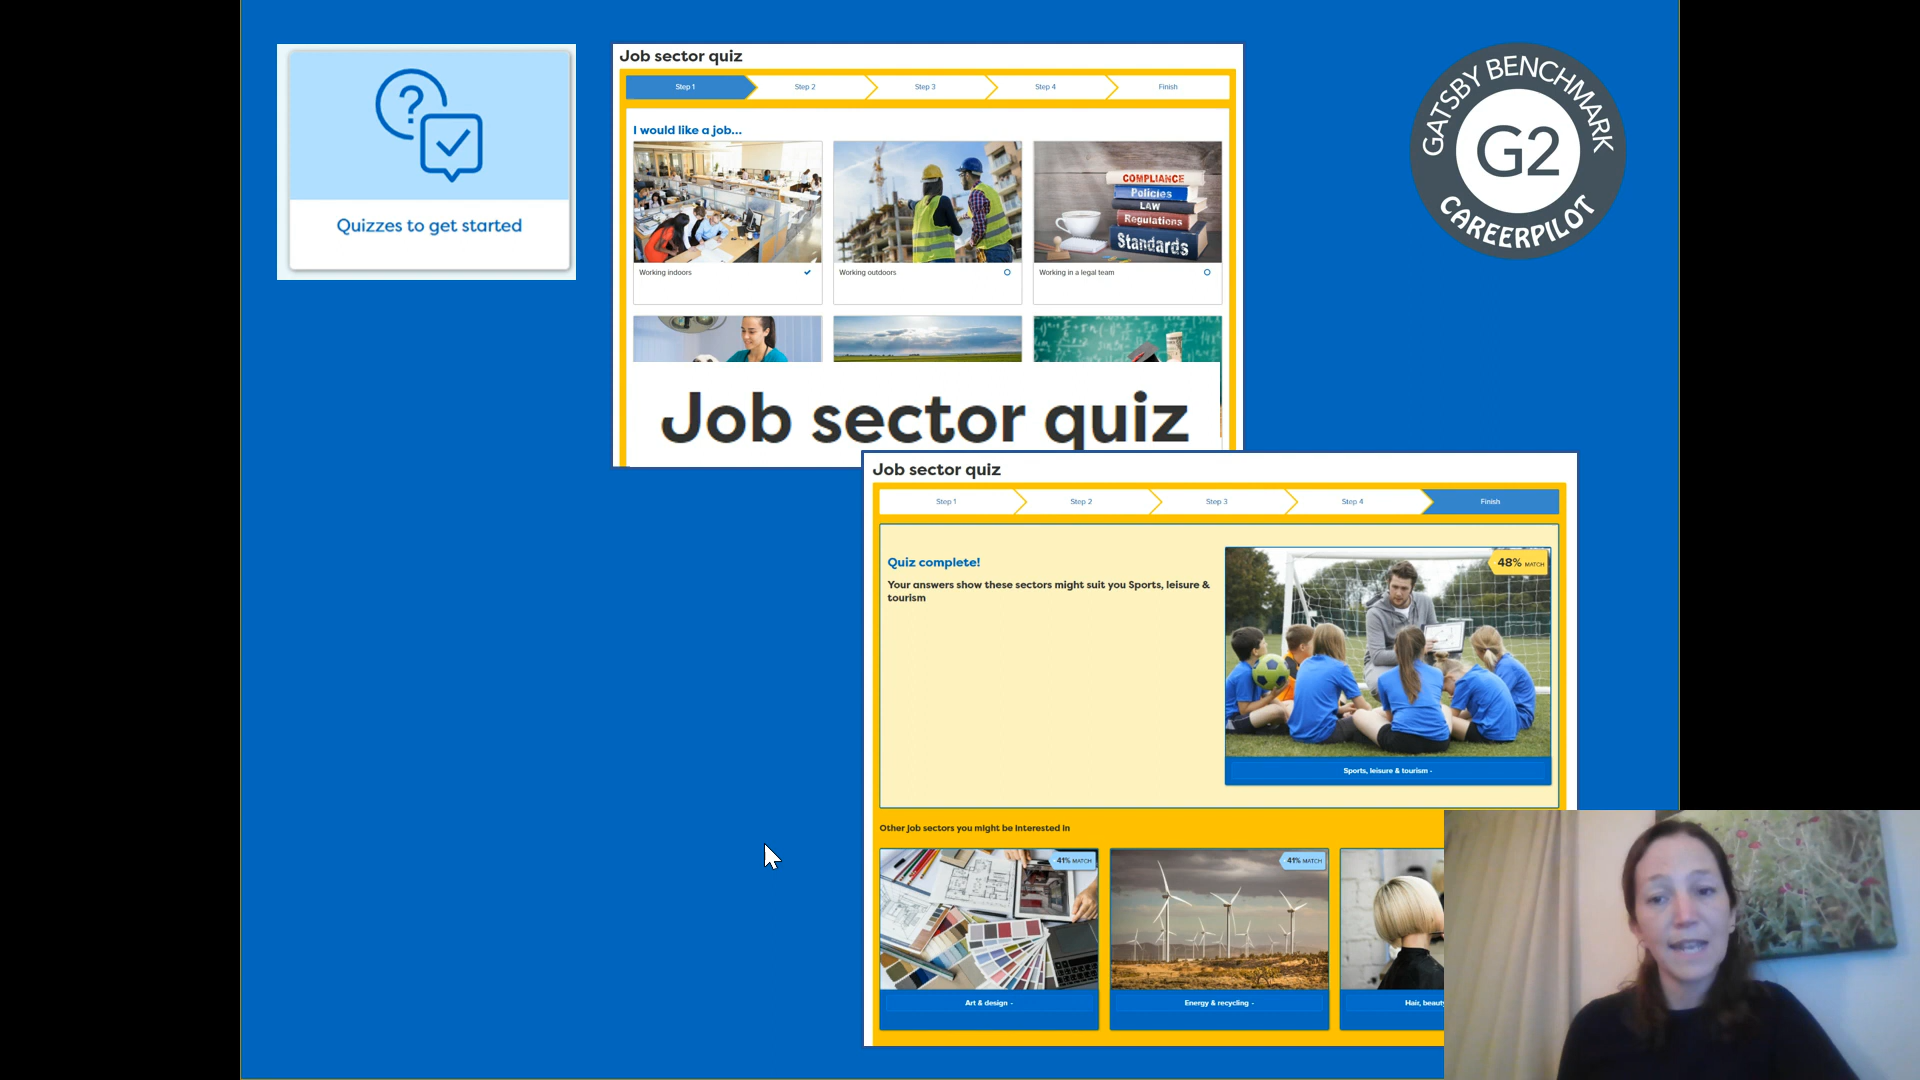 ?
Quizzes to get started
Job sector quiz
Step 1
Step 2
Step 3
Step 4
Finish
I would like a job...
COMPLIANCE
Policies
LAW
Regulations
Standards
Working indoors
Working outdoors
Working in a legal team
Job sector quiz
GATSBY BENCHMARK
G2
CAREERPILOT
Job sector quiz
Step 1
Step 2
Step 3
Step 4
Finish
Quiz complete!
Your answers show these sectors might suit you Sports, leisure &
tourism
48% MATCH
Sports, leisure & tourism -
Other job sectors you might be interested in
41% MATCH
41% MATCH
Art & design -
Energy & recycling -
Hair,